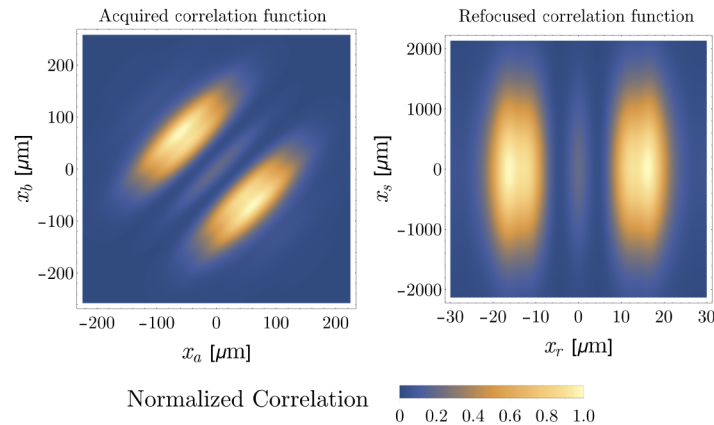 Acquired correlation function
Refocused correlation function
200
100
0
−100
−200
x_b [μm]
−200 −100 0 100 200
x_a [μm]
2000
1000
0
−1000
−2000
x_s [μm]
−30 −20 −10 0 10 20 30
x_r [μm]
Normalized Correlation
0 0.2 0.4 0.6 0.8 1.0